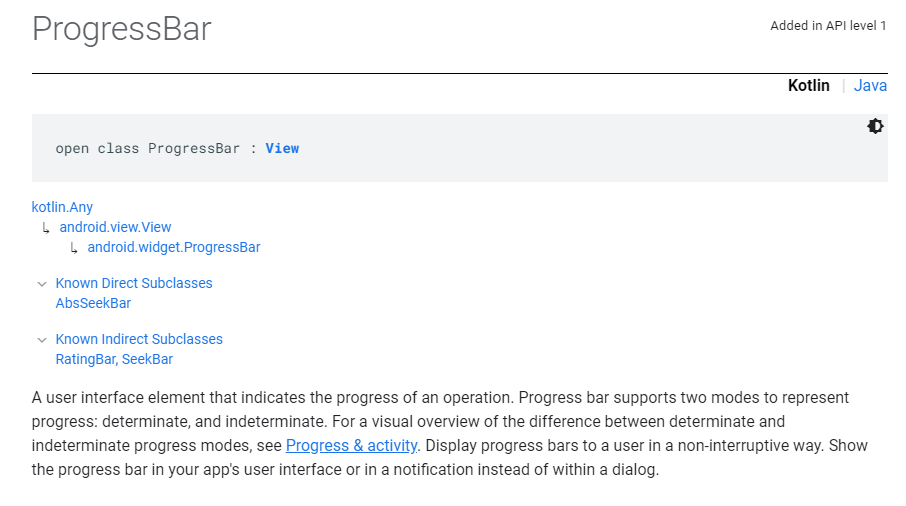 ProgressBar
Added in API level 1
Kotlin | Java
open class ProgressBar : View
kotlin.Any
↳ android.view.View
↳ android.widget.ProgressBar
Known Direct Subclasses
AbsSeekBar
Known Indirect Subclasses
RatingBar, SeekBar
A user interface element that indicates the progress of an operation. Progress bar supports two modes to represent
progress: determinate, and indeterminate. For a visual overview of the difference between determinate and
indeterminate progress modes, see Progress & activity. Display progress bars to a user in a non-interruptive way. Show
the progress bar in your app's user interface or in a notification instead of within a dialog.